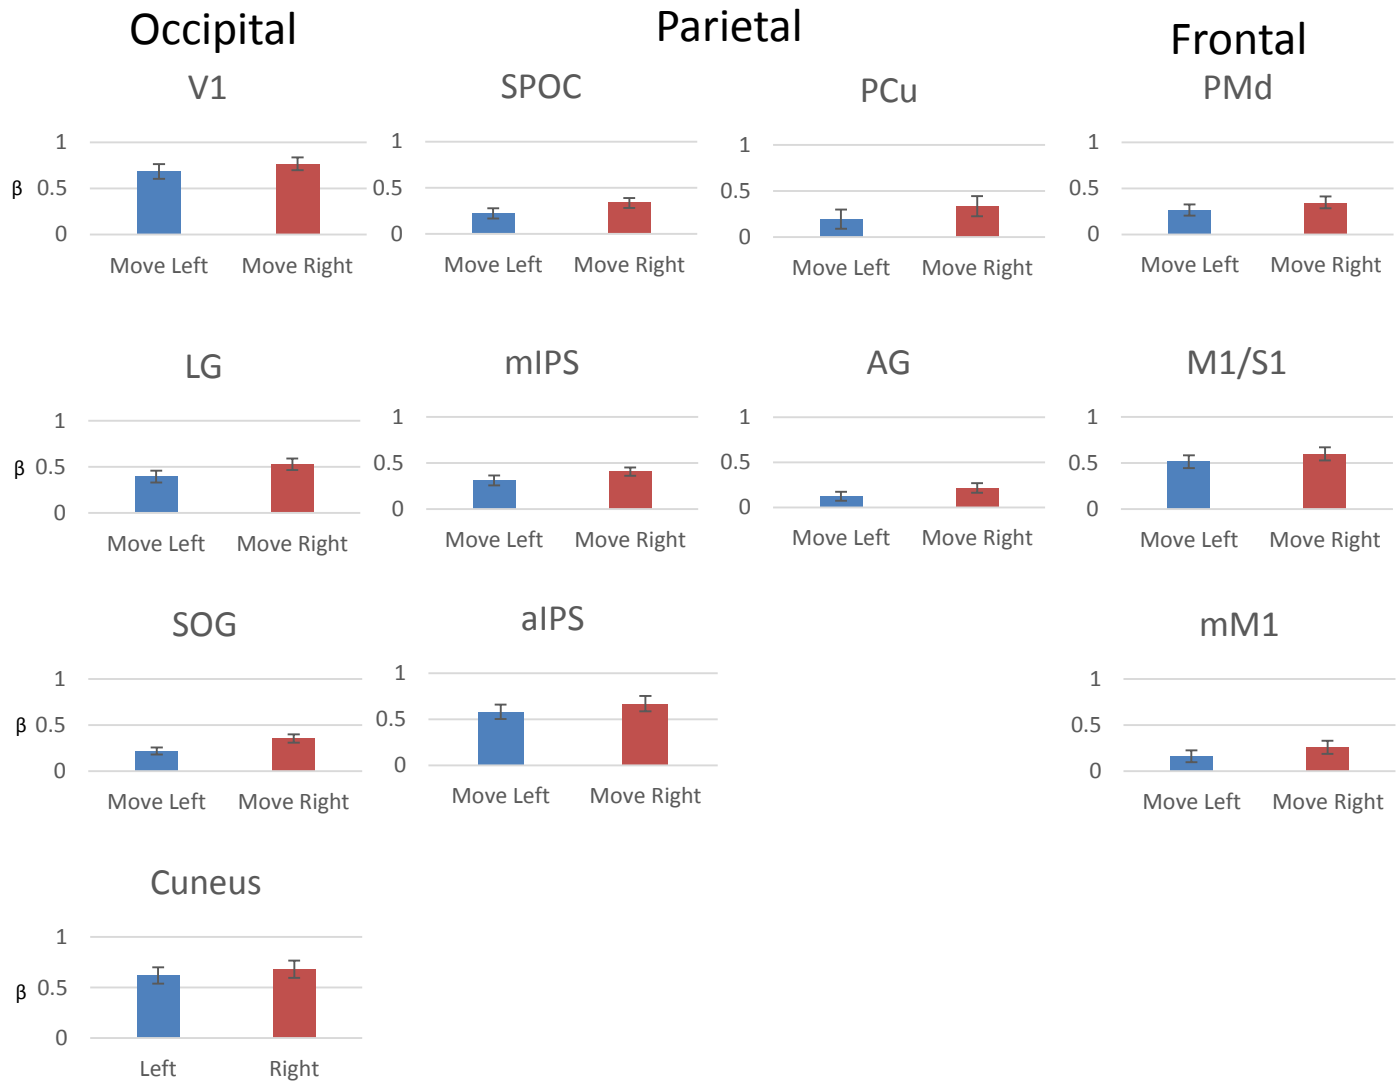 Occipital Parietal Frontal
V1 SPOC PCu PMd
1 1 1 1
β 0.5 0.5 0.5 0.5
0 0 0 0
Move Left Move Right Move Left Move Right Move Left Move Right Move Left Move Right
LG mIPS AG M1/S1
1 1 1 1
β 0.5 0.5 0.5 0.5
0 0 0 0
Move Left Move Right Move Left Move Right Move Left Move Right Move Left Move Right
SOG aIPS mM1
1 1 1
β 0.5 0.5 0.5
0 0 0
Move Left Move Right Move Left Move Right Move Left Move Right
Cuneus
1
β 0.5
0
Left Right